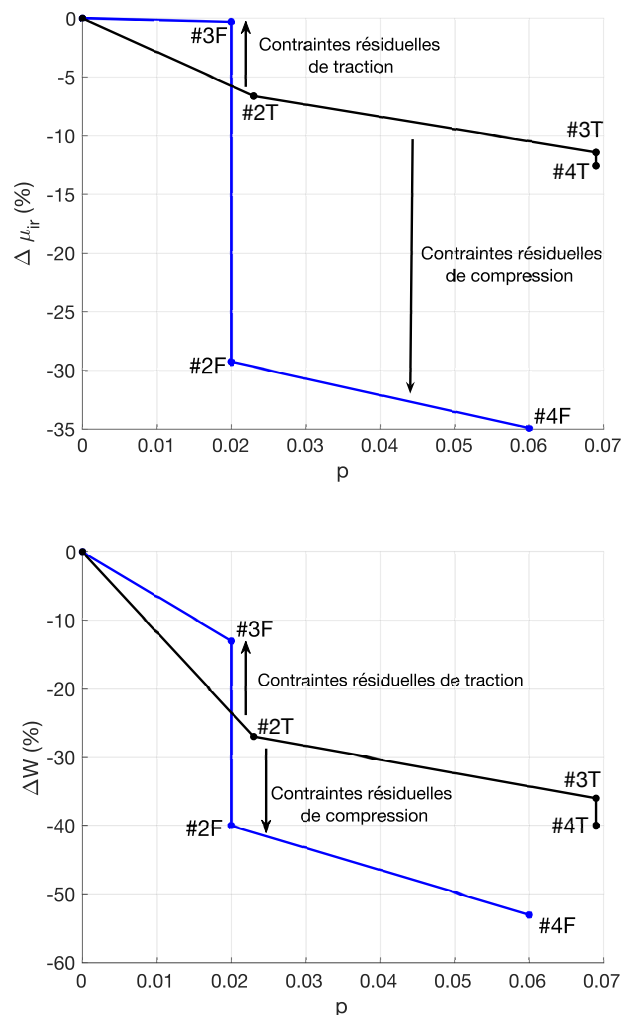 0
#3F
Contraintes résiduelles
de traction
-5
#2T
-10
#3T
#4T
-15
Δ μir (%)
-20
Contraintes résiduelles
de compression
-25
-30
#2F
#4F
-35
0 0.01 0.02 0.03 0.04 0.05 0.06 0.07
p
0
-10
#3F
Contraintes résiduelles de traction
-20
#2T
-30
ΔW (%)
#3T
Contraintes résiduelles
de compression
-40
#2F
#4T
-50
#4F
-60
0 0.01 0.02 0.03 0.04 0.05 0.06 0.07
p